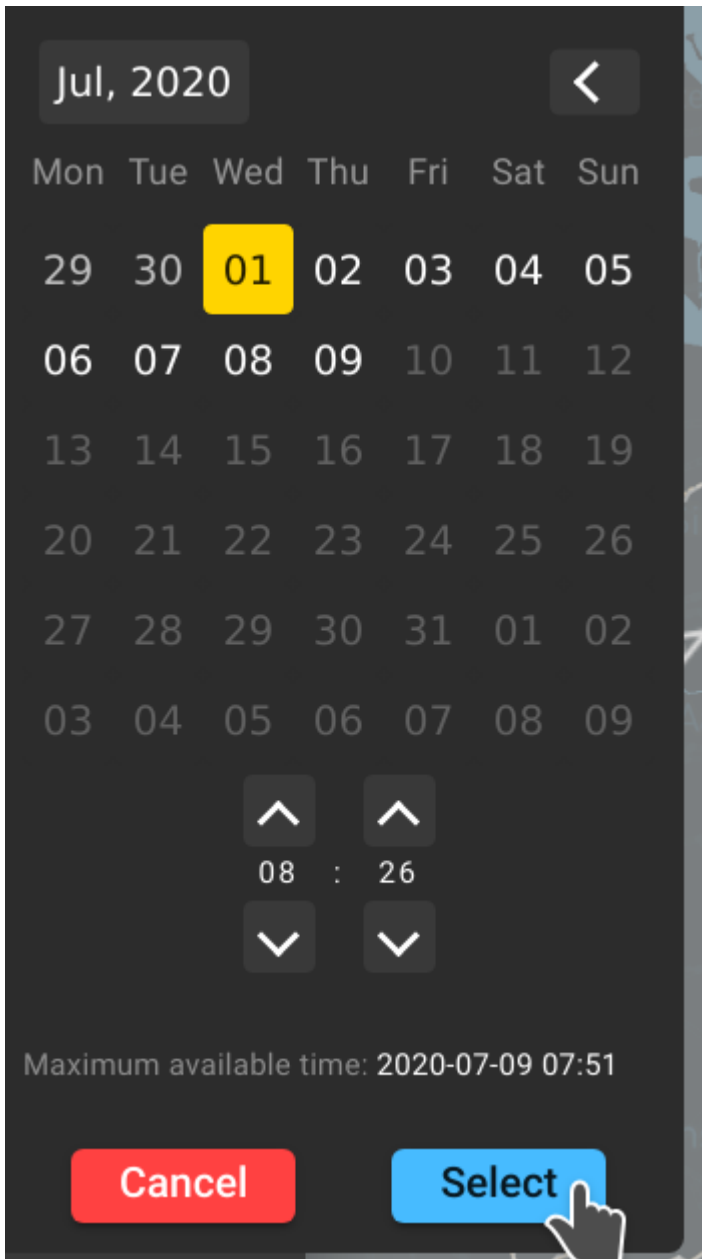 Jul, 2020
Mon Tue Wed Thu Fri Sat Sun
29 30 01 02 03 04 05
06 07 08 09 10 11 12
13 14 15 16 17 18 19
20 21 22 23 24 25 26
27 28 29 30 31 01 02
03 04 05 06 07 08 09
08 : 26
Maximum available time: 2020-07-09 07:51
Cancel Select